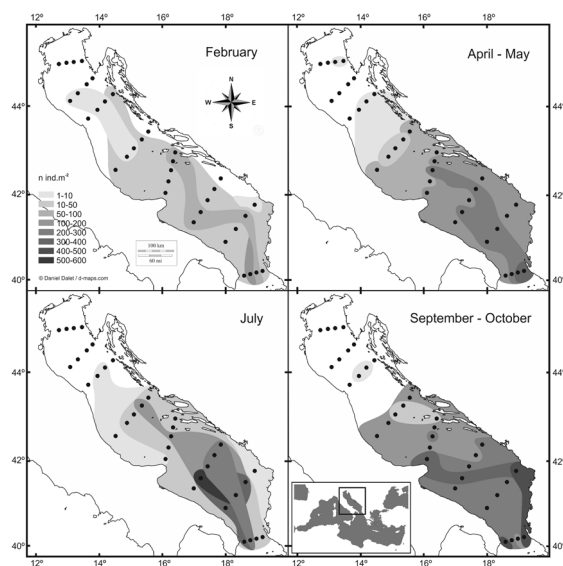 12° 14° 16° 18° 12° 14° 16° 18°
February
April - May
N
W E
S
44° 44°
n ind.m-²
1-10
10-50
50-100
100-200
200-300
300-400
400-500
500-600
100 km
60 mi
© Daniel Dalet / d-maps.com
42° 42°
40° 40°
July
September - October
44° 44°
42° 42°
40° 40°
12° 14° 16° 18° 12° 14° 16° 18°